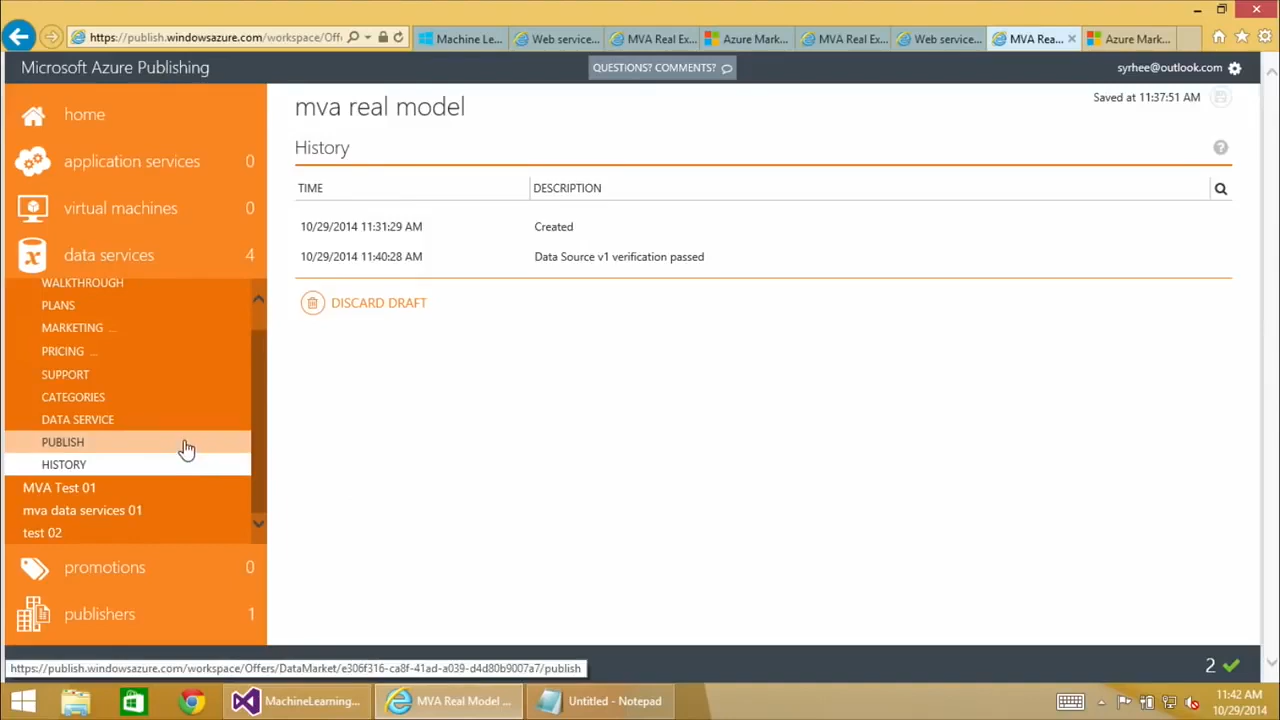 https://publish.windowsazure.com/workspace/Offe
Machine Le...
Web service...
MVA Real Ex...
Azure Mark...
MVA Real Ex...
Web service...
MVA Rea...
Azure Mark...
Microsoft Azure Publishing
QUESTIONS? COMMENTS?
syrhee@outlook.com
home
application services 0
virtual machines 0
data services 4
WALKTHROUGH
PLANS
MARKETING ...
PRICING ...
SUPPORT
CATEGORIES
DATA SERVICE
PUBLISH
HISTORY
MVA Test 01
mva data services 01
test 02
promotions 0
publishers 1
mva real model
Saved at 11:37:51 AM
History
?
TIME DESCRIPTION
10/29/2014 11:31:29 AM Created
10/29/2014 11:40:28 AM Data Source v1 verification passed
DISCARD DRAFT
https://publish.windowsazure.com/workspace/Offers/DataMarket/e306f316-ca8f-41ad-a039-d4d80b9007a7/publish
2
MachineLearning...
MVA Real Model ...
Untitled - Notepad
11:42 AM
10/29/2014